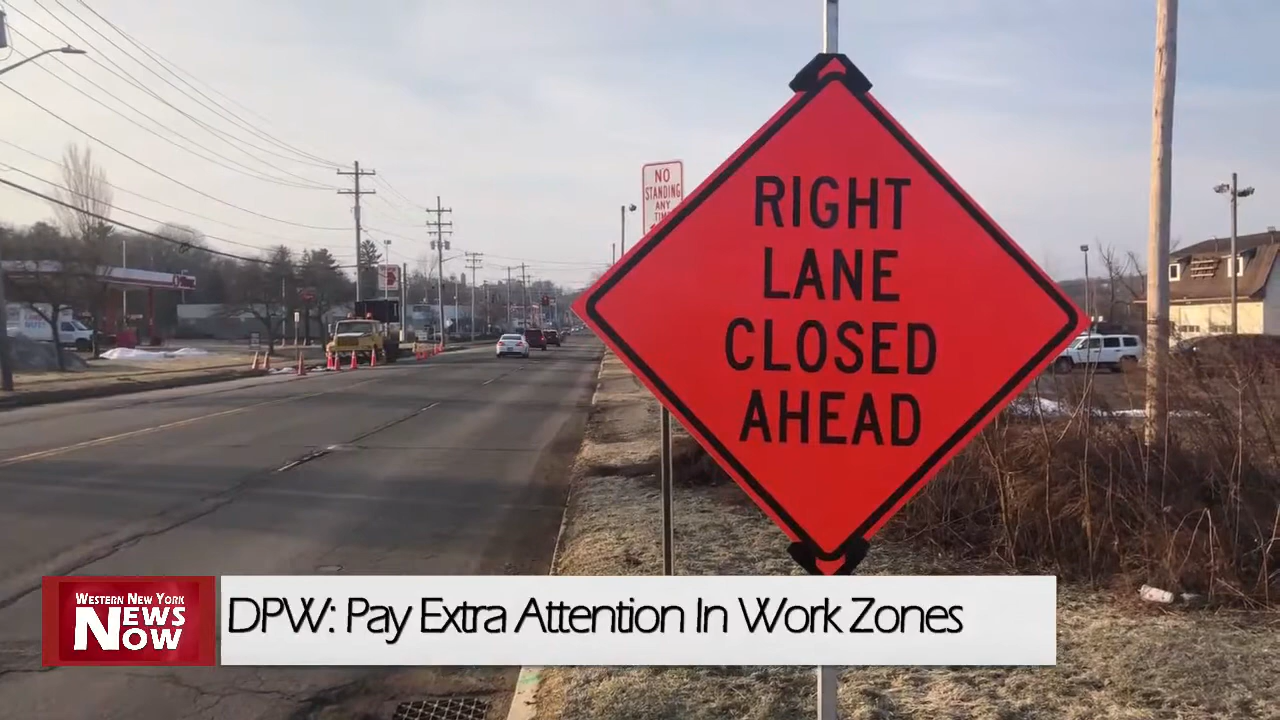 NO
STANDING
ANY
TIME
RIGHT
LANE
CLOSED
AHEAD
WESTERN NEW YORK
NEWS
NOW
DPW: Pay Extra Attention In Work Zones